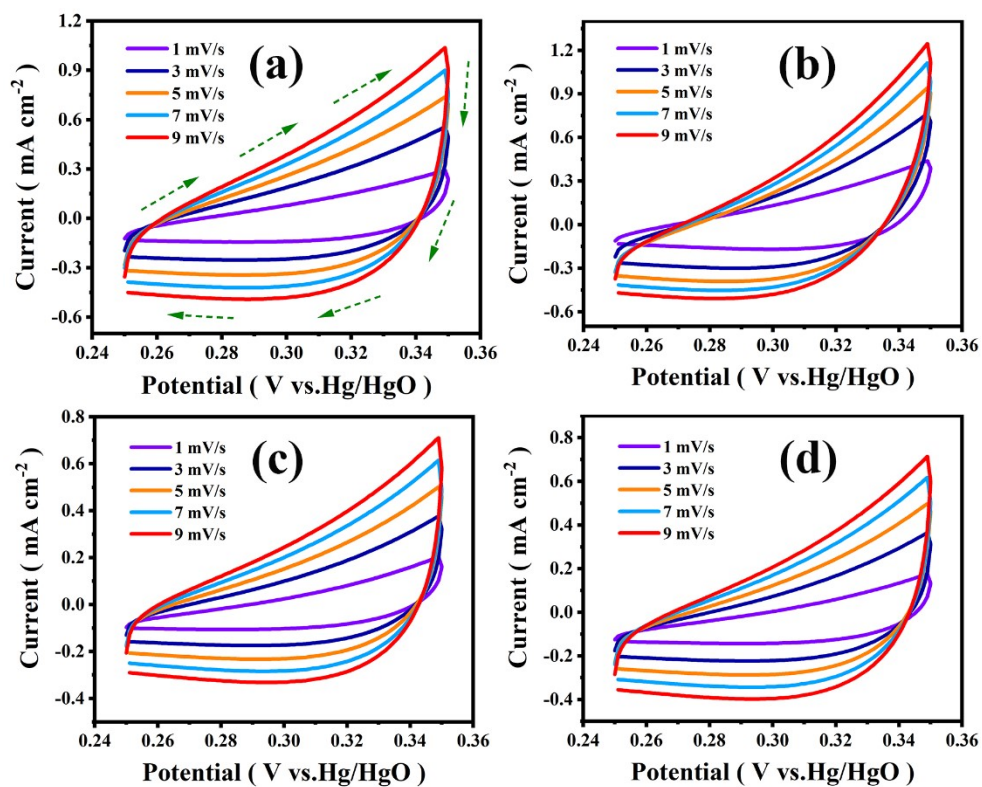 1.2
0.9
0.6
0.3
0.0
-0.3
-0.6
Current ( mA cm-2 )
1 mV/s
3 mV/s
5 mV/s
7 mV/s
9 mV/s
(a)
0.24 0.26 0.28 0.30 0.32 0.34 0.36
Potential ( V vs.Hg/HgO )
1.2
0.9
0.6
0.3
0.0
-0.3
-0.6
Current ( mA cm-2 )
1 mV/s
3 mV/s
5 mV/s
7 mV/s
9 mV/s
(b)
0.24 0.26 0.28 0.30 0.32 0.34 0.36
Potential ( V vs.Hg/HgO )
0.8
0.6
0.4
0.2
0.0
-0.2
-0.4
Current ( mA cm-2 )
1 mV/s
3 mV/s
5 mV/s
7 mV/s
9 mV/s
(c)
0.24 0.26 0.28 0.30 0.32 0.34 0.36
Potential ( V vs.Hg/HgO )
0.8
0.6
0.4
0.2
0.0
-0.2
-0.4
Current ( mA cm-2 )
1 mV/s
3 mV/s
5 mV/s
7 mV/s
9 mV/s
(d)
0.24 0.26 0.28 0.30 0.32 0.34 0.36
Potential ( V vs.Hg/HgO )